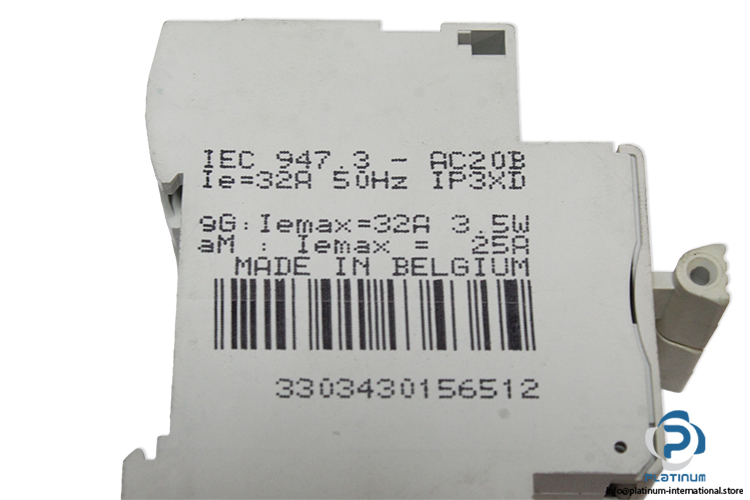 IEC 947.3 - AC20B
Ie=32A 50Hz IP3XD
gG: Iemax=32A 3.5W
aM : Iemax = 25A
MADE IN BELGIUM
3303430156512
PLATINUM
info@platinum-international.store